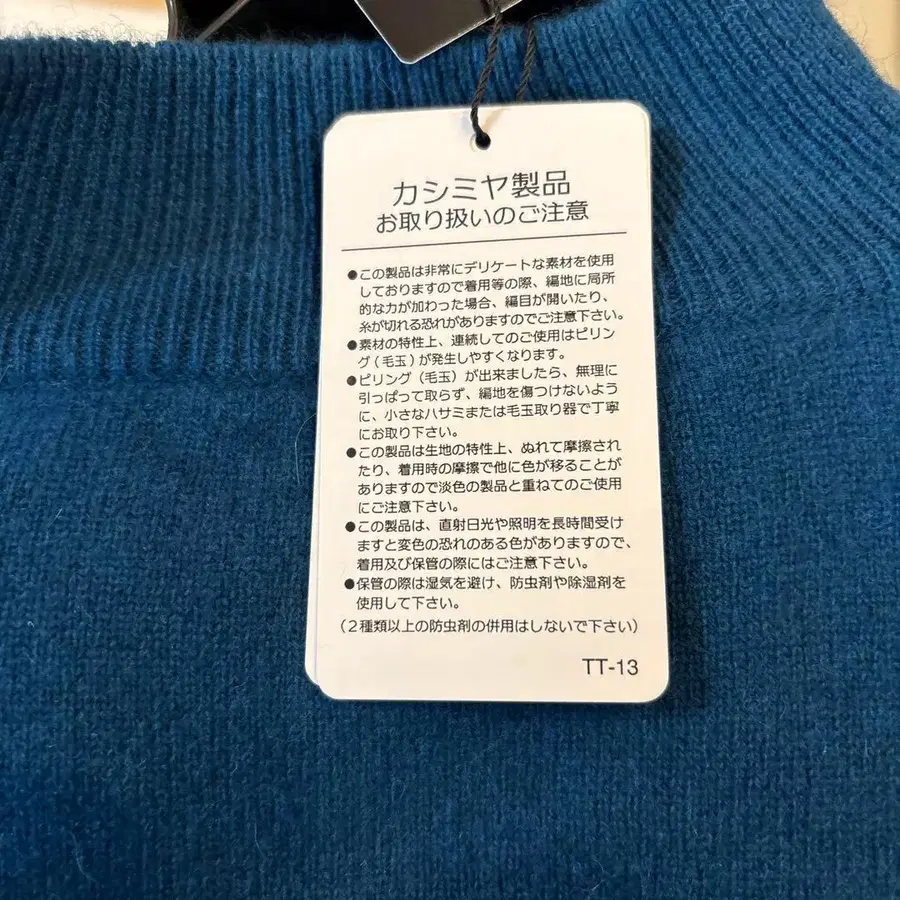 カシミヤ製品
お取り扱いのご注意
●この製品は非常にデリケートな素材を使用
しておりますので着用等の際、編地に局所
的な力が加わった場合、編目が開いたり、
糸が切れる恐れがありますのでご注意下さい。
●素材の特性上、連続してのご使用はピリン
グ(毛玉)が発生しやすくなります。
●ピリング(毛玉)が出来ましたら、無理に
引っぱって取らず、編地を傷つけないよう
に、小さなハサミまたは毛玉取り器で丁寧
にお取り下さい。
●この製品は生地の特性上、ぬれて摩擦され
たり、着用時の摩擦で他に色が移ることが
ありますので淡色の製品と重ねてのご使用
にご注意下さい。
●この製品は、直射日光や照明を長時間受け
ますと変色の恐れのある色がありますので、
着用及び保管の際にはご注意下さい。
●保管の際は湿気を避け、防虫剤や除湿剤を
使用して下さい。
(2種類以上の防虫剤の併用はしないで下さい)
TT-13